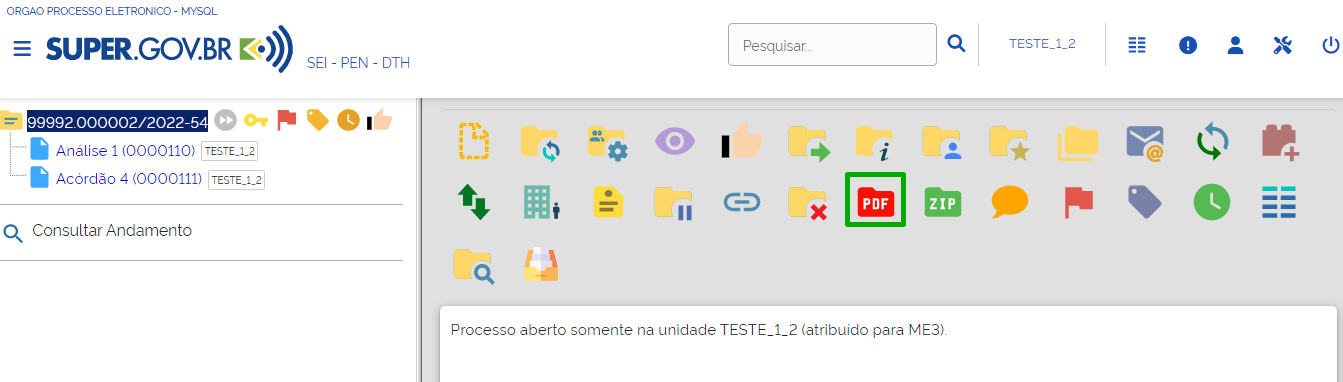 ORGAO PROCESSO ELETRONICO - MYSQL
SUPER.GOV.BR
SEI - PEN - DTH
Pesquisar...
TESTE_1_2
99992.000002/2022-54
Análise 1 (0000110) TESTE_1_2
Acórdão 4 (0000111) TESTE_1_2
Consultar Andamento
PDF
ZIP
Processo aberto somente na unidade TESTE_1_2 (atribuído para ME3).